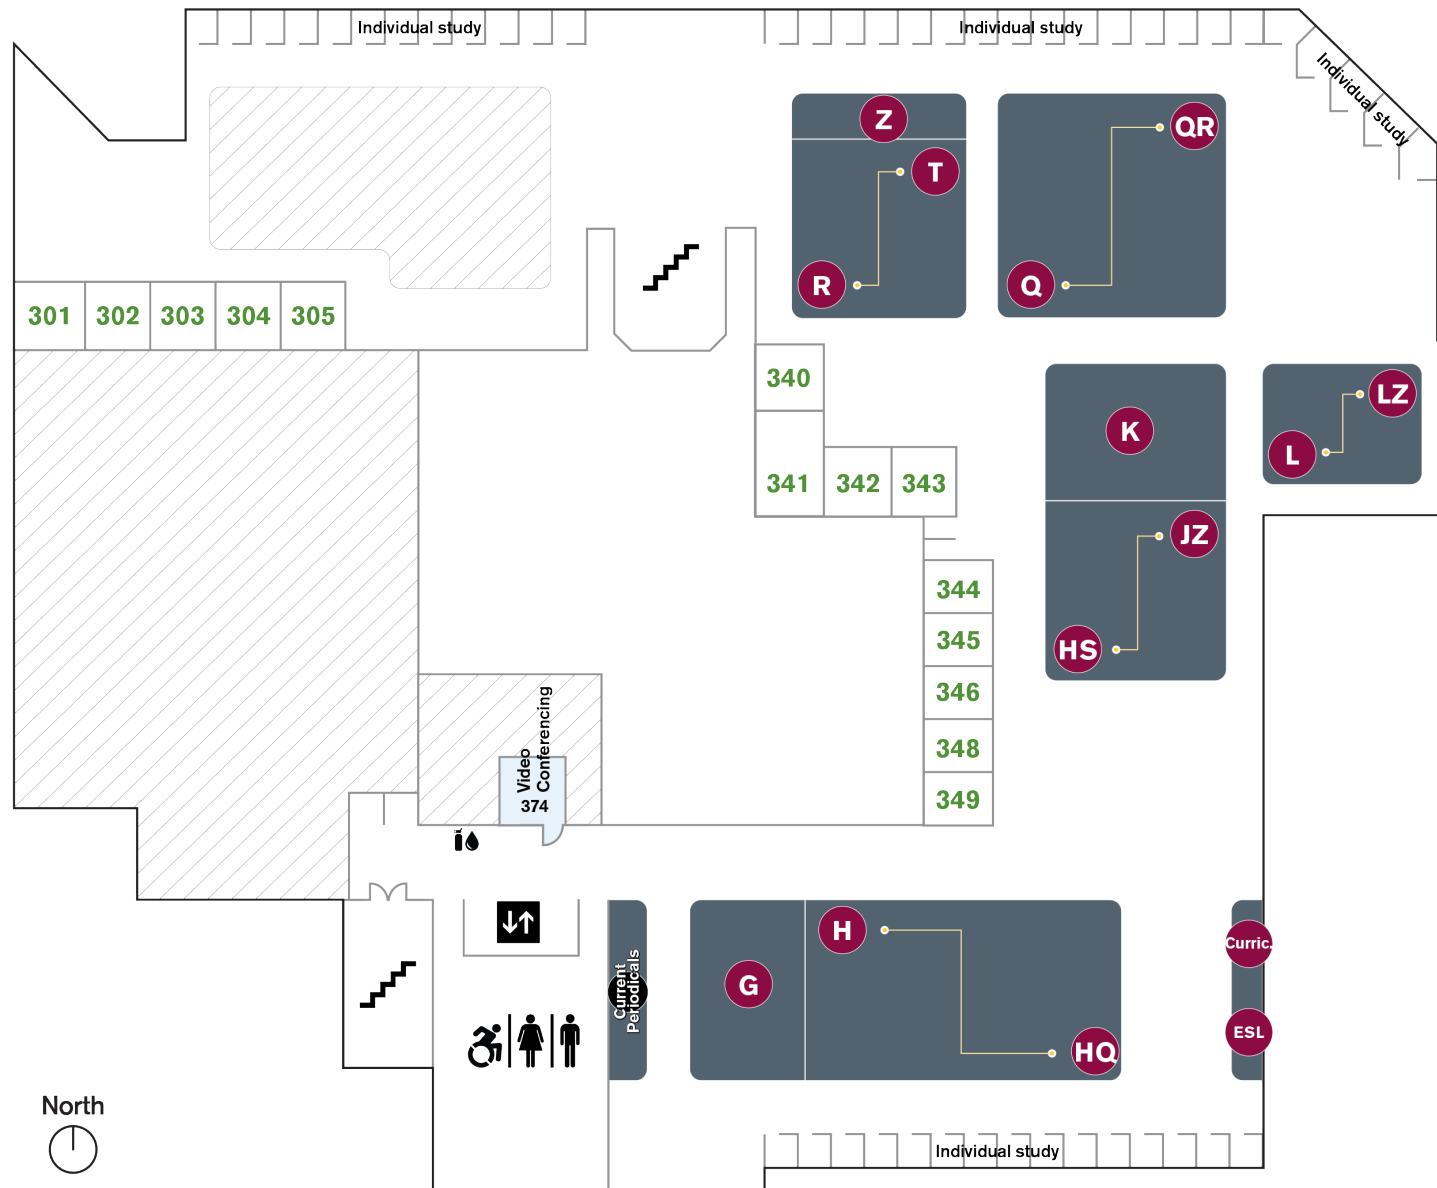 Individual study
Individual study
Individual study
Z
QR
T
R
Q
301
302
303
304
305
340
K
LZ
L
341
342
343
JZ
344
345
HS
346
348
349
Video
Conferencing
374
H
G
HQ
Current
Periodicals
Curric.
ESL
North
Individual study